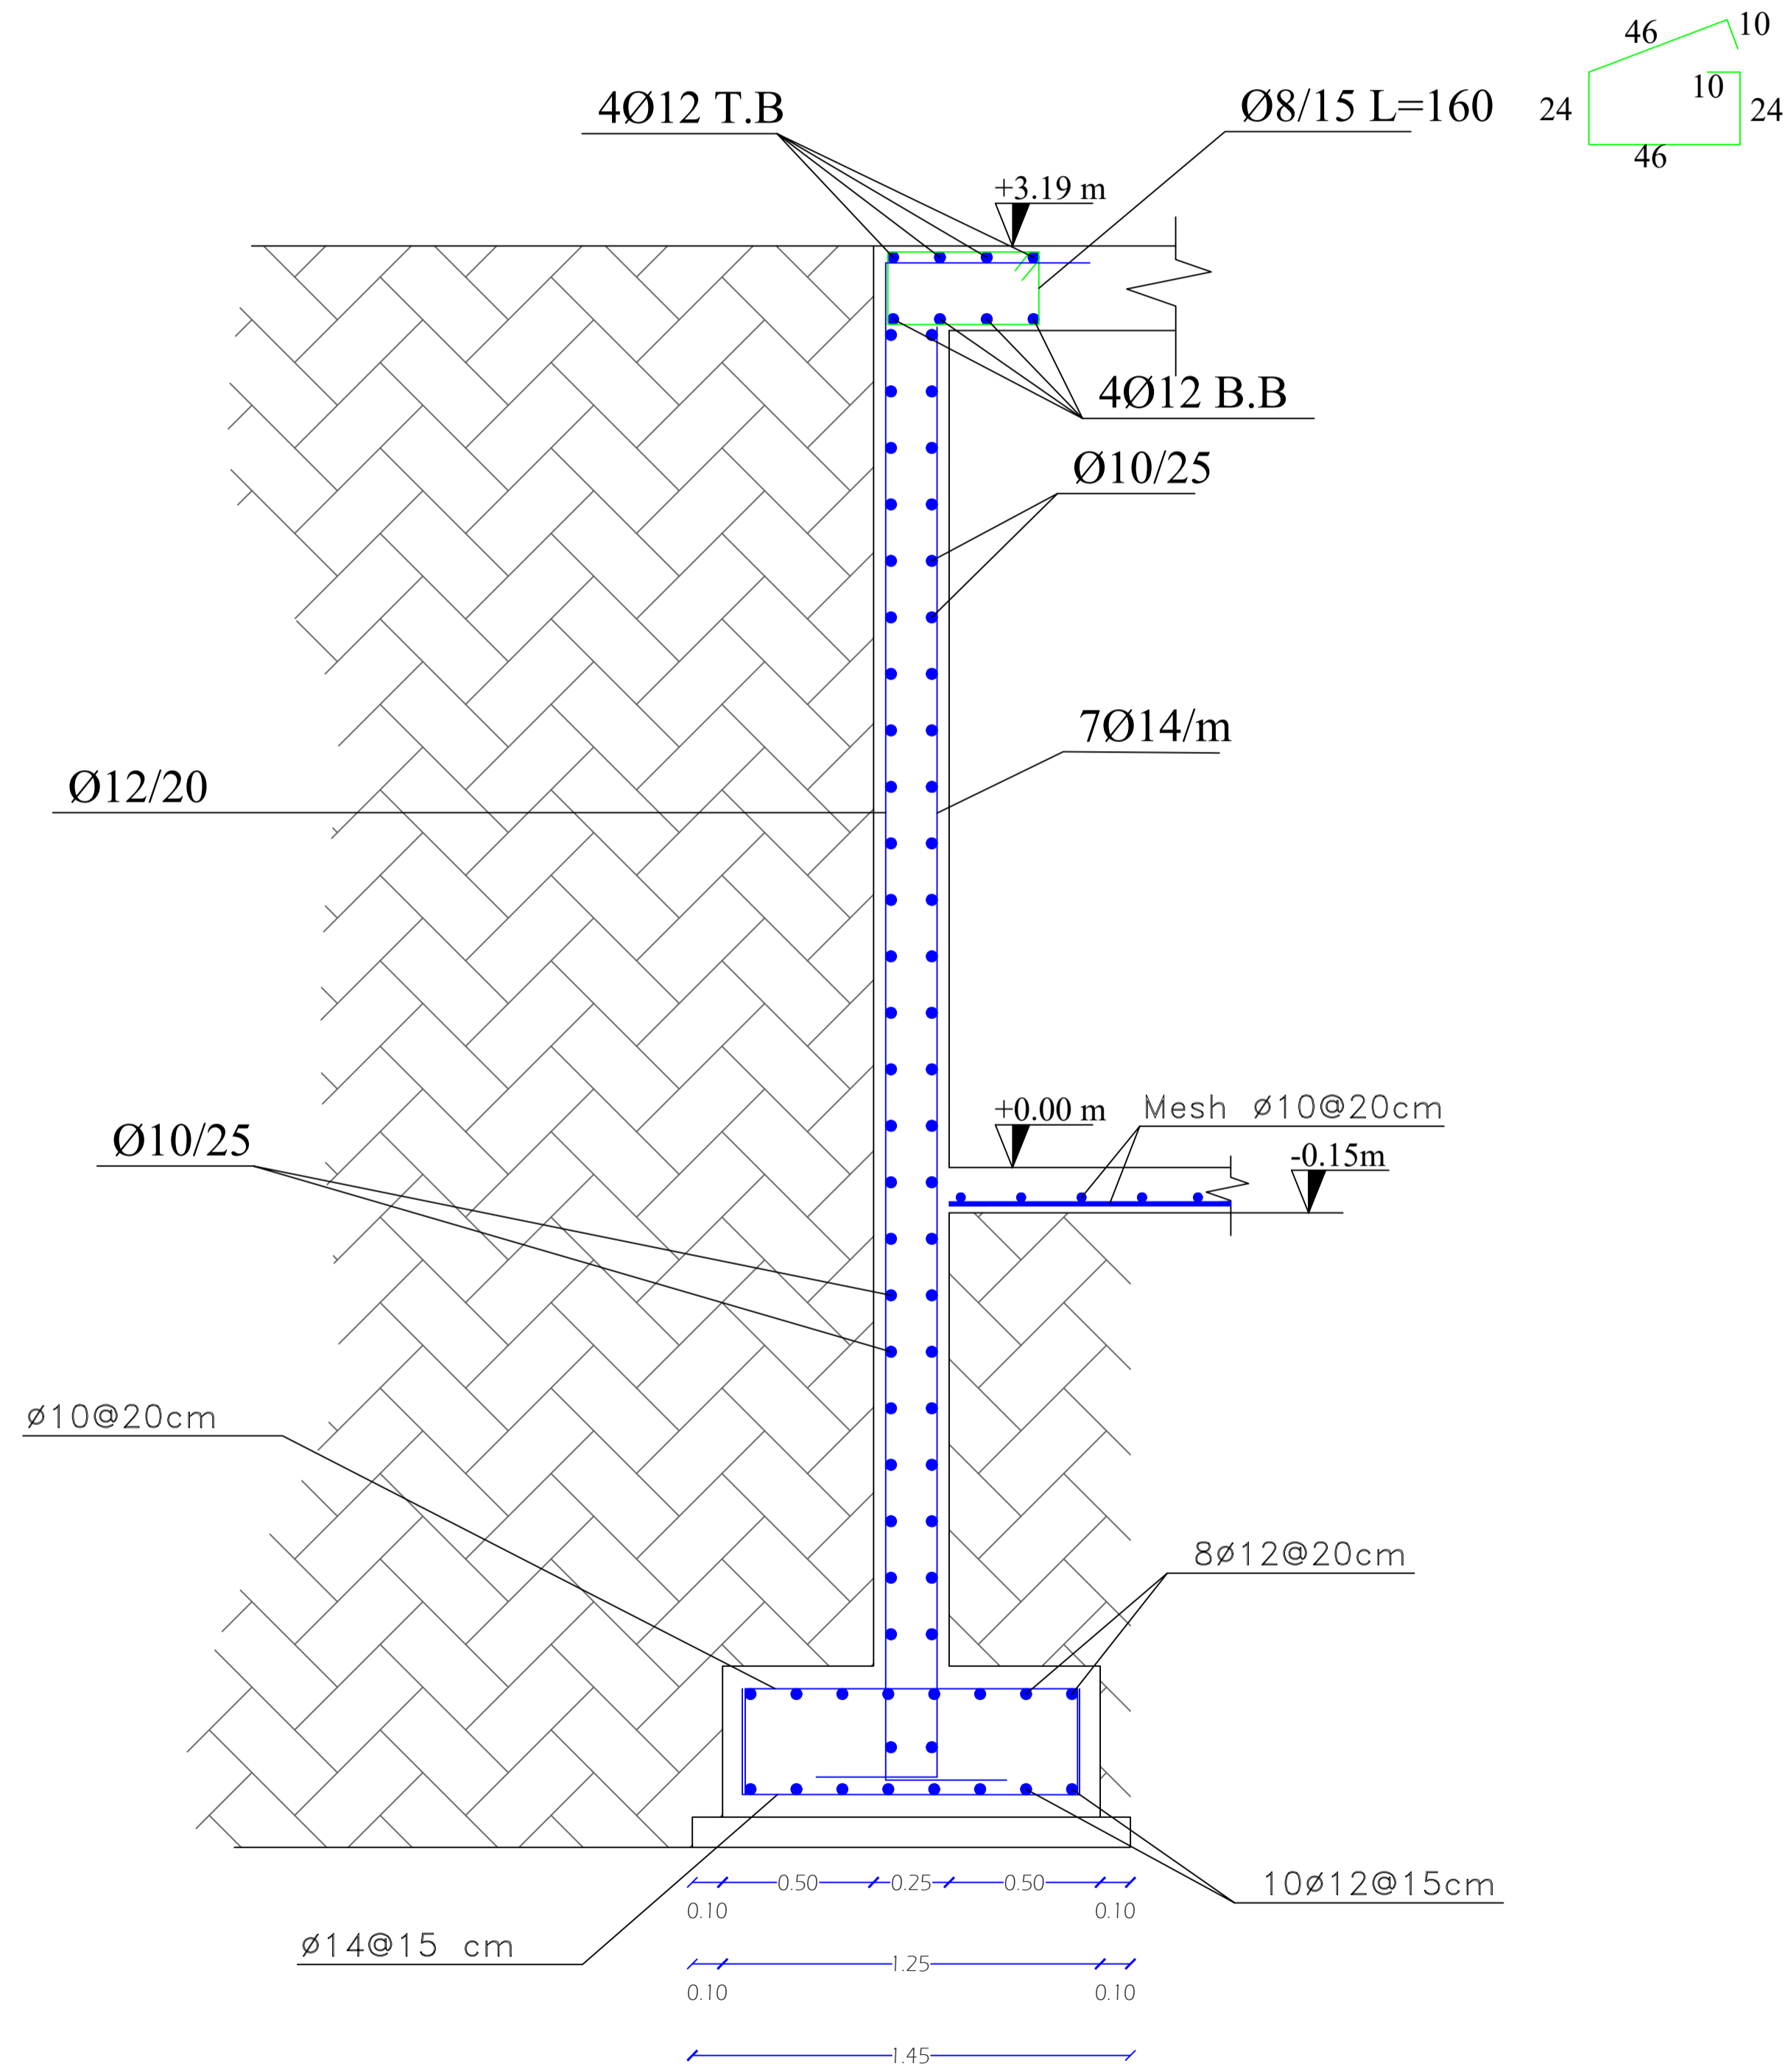 46
10
10
24
24
46
4Ø12 T.B
Ø8/15 L=160
+3.19 m
4Ø12 B.B
Ø10/25
7Ø14/m
Ø12/20
+0.00 m
Mesh ø10@20cm
-0.15m
Ø10/25
ø10@20cm
8ø12@20cm
10ø12@15cm
ø14@15 cm
0.50
0.25
0.50
0.10
0.10
1.25
0.10
0.10
1.45